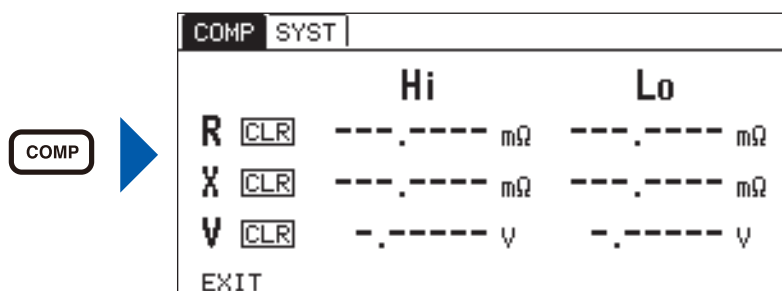 COMP SYST
Hi Lo
COMP
R CLR ---.---- mΩ ---.---- mΩ
X CLR ---.---- mΩ ---.---- mΩ
V CLR -.----- V -.----- V
EXIT